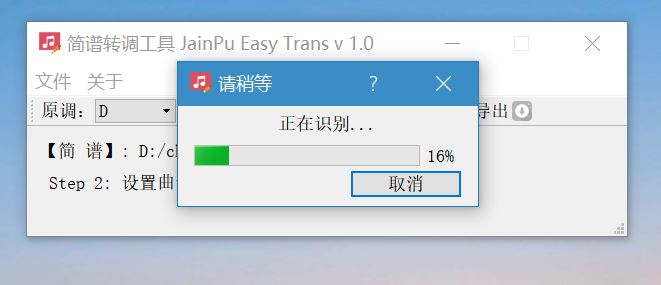 简谱转调工具 JainPu Easy Trans v 1.0
文件 关于
请稍等 ?
原调: D
导出
正在识别...
【简 谱】: D:/c
16%
Step 2: 设置曲
取消